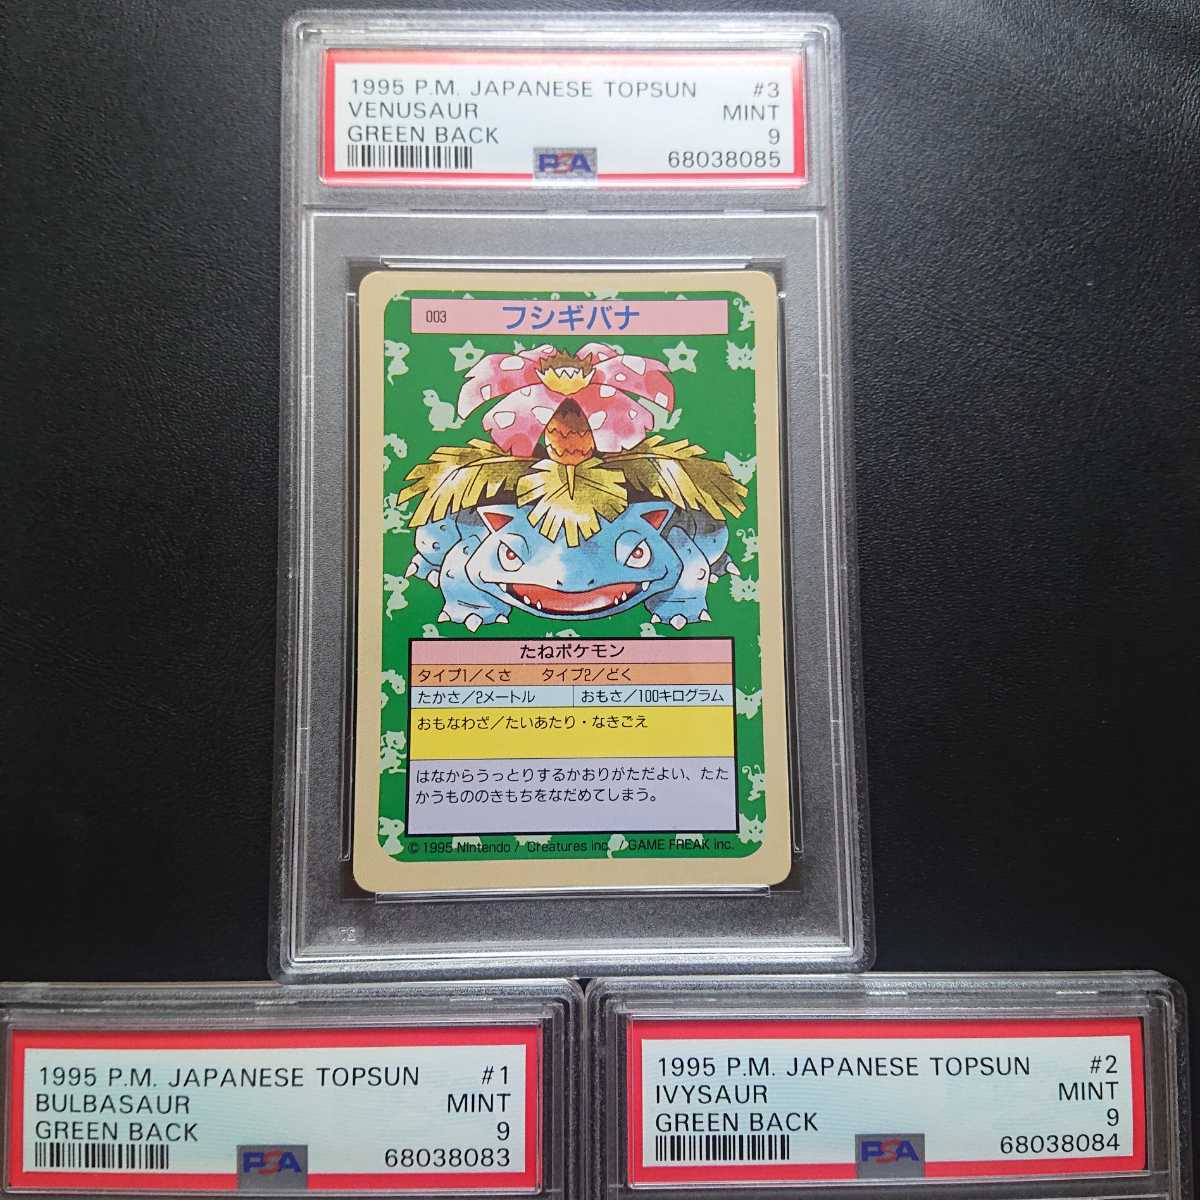 1995 P.M. JAPANESE TOPSUN #3
VENUSAUR MINT
GREEN BACK 9
PSA 68038085
003 フシギバナ
たねポケモン
タイプ1/くさ タイプ2/どく
たかさ/2メートル おもさ/100キログラム
おもなわざ/たいあたり・なきごえ
はなからうっとりするかおりがただよい、たた
かうもののきもちをなだめてしまう。
© 1995 Nintendo / Creatures inc. / GAME FREAK inc.
1995 P.M. JAPANESE TOPSUN #1
BULBASAUR MINT
GREEN BACK 9
PSA 68038083
1995 P.M. JAPANESE TOPSUN #2
IVYSAUR MINT
GREEN BACK 9
PSA 68038084